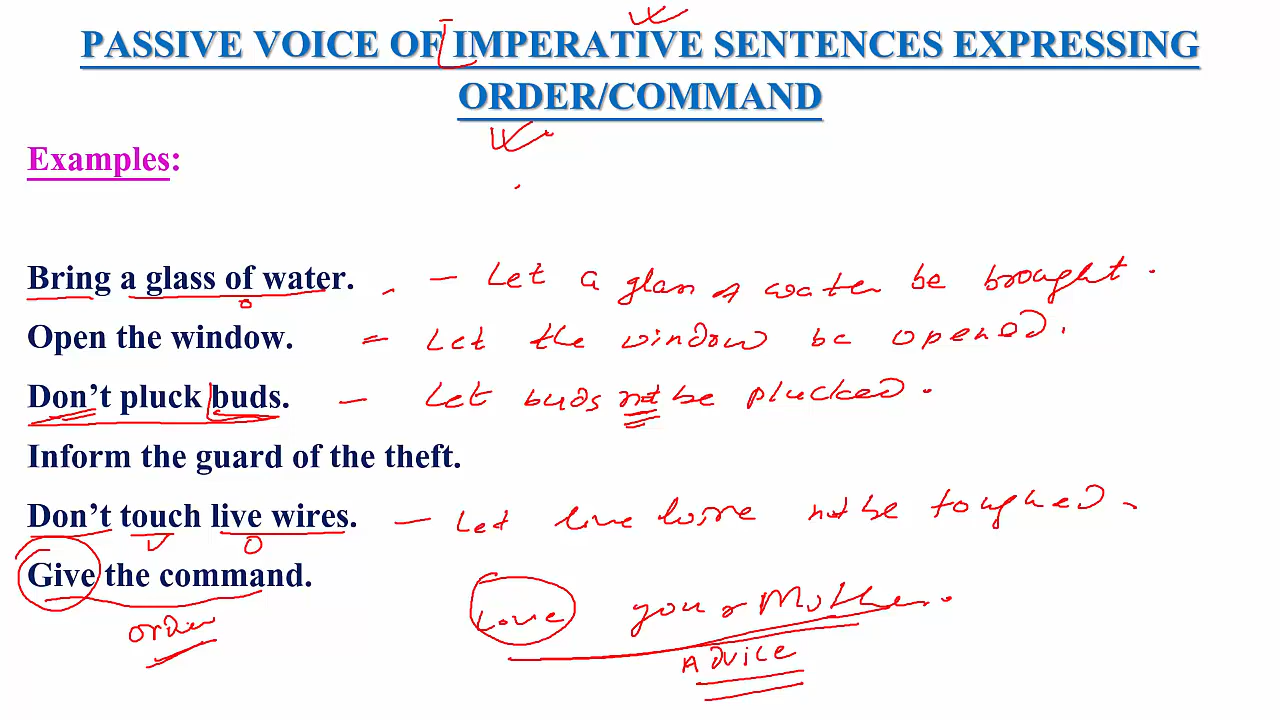 PASSIVE VOICE OF IMPERATIVE SENTENCES EXPRESSING
ORDER/COMMAND
Examples:
Bring a glass of water. - Let a glass of water be brought.
O
Open the window. = Let the window be opened.
Don't pluck buds. - Let buds not be plucked.
Inform the guard of the theft.
Don't touch live wires. - Let live wire not be toughed.
V O
Give the command.
Love your Mother.
order
Advice